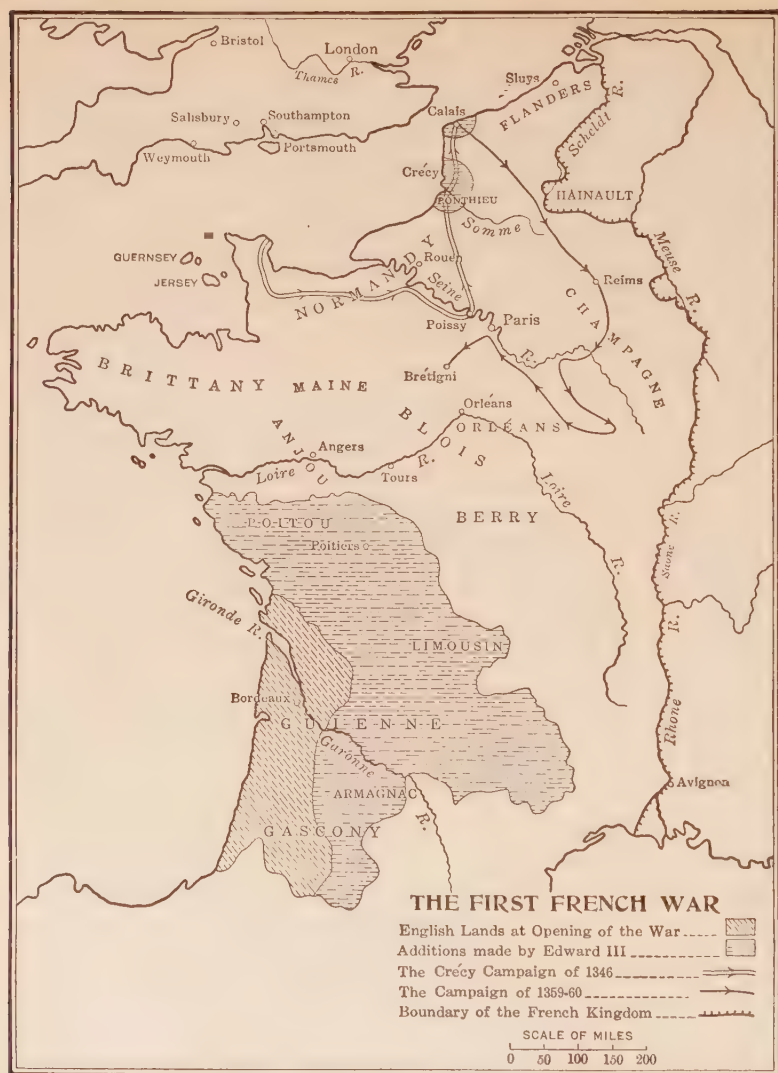 Bristol
London
Thames R.
Sluys
FLANDERS
Calais
Scheldt R.
Salisbury
Southampton
Portsmouth
Weymouth
Crécy
HAINAULT
PONTHIEU
Somme
Meuse R.
GUERNSEY
JERSEY
NORMANDY
Rouen
Seine R.
Reims
CHAMPAGNE
Poissy
Paris
Brétigni
BRITTANY
MAINE
Orléans
ORLÉANS
BLOIS
ANJOU
Angers
Loire R.
Tours
Loire R.
BERRY
POITOU
Poitiers
Saone R.
Gironde R.
LIMOUSIN
Bordeaux
GUIENNE
Garonne R.
Rhone R.
ARMAGNAC
Avignon
GASCONY
THE FIRST FRENCH WAR
English Lands at Opening of the War
Additions made by Edward III
The Crécy Campaign of 1346
The Campaign of 1359-60
Boundary of the French Kingdom
SCALE OF MILES
0 50 100 150 200